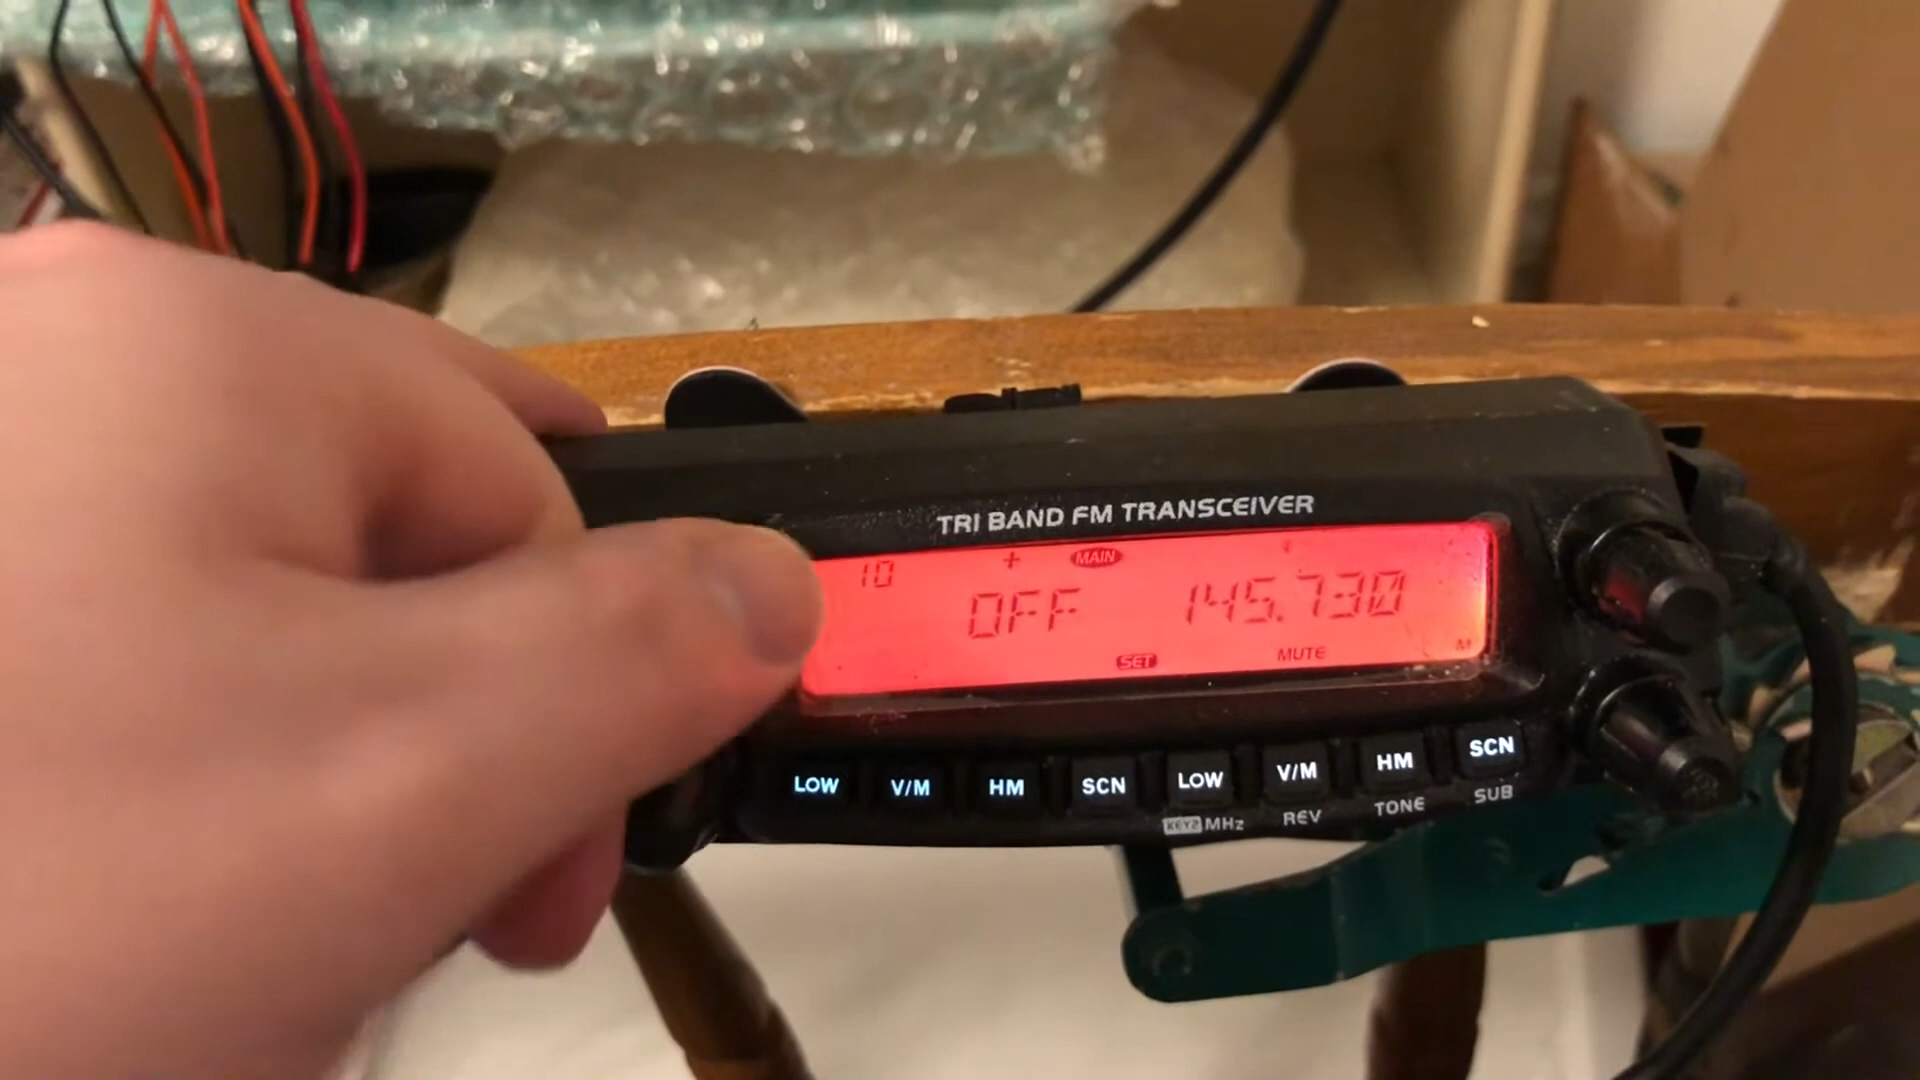 TRI BAND FM TRANSCEIVER
10 + MAIN
OFF 145.730
SET MUTE M
LOW V/M HM SCN LOW V/M HM SCN
KEY2 MHz REV TONE SUB